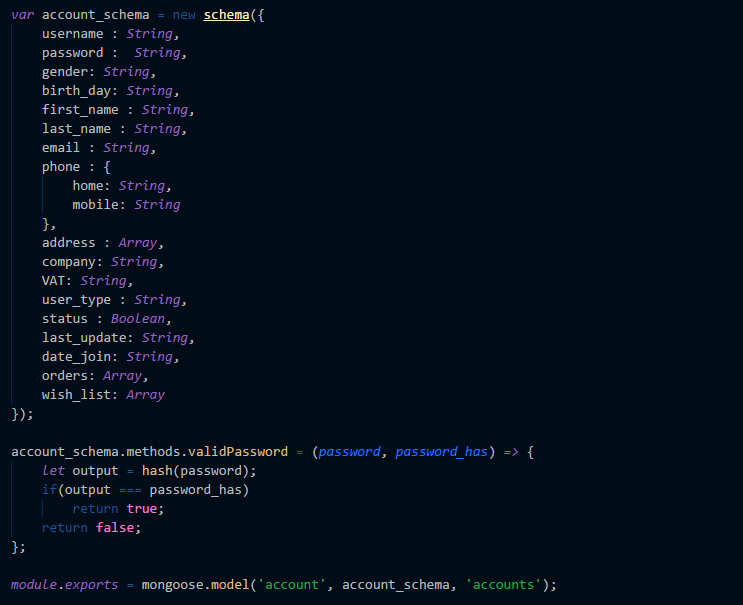 var account_schema = new schema({
    username : String,
    password :  String,
    gender: String,
    birth_day: String,
    first_name : String,
    last_name : String,
    email : String,
    phone : {
        home: String,
        mobile: String
    },
    address : Array,
    company: String,
    VAT: String,
    user_type : String,
    status : Boolean,
    last_update: String,
    date_join: String,
    orders: Array,
    wish_list: Array
});

account_schema.methods.validPassword = (password, password_has) => {
    let output = hash(password);
    if(output === password_has)
        return true;
    return false;
};

module.exports = mongoose.model('account', account_schema, 'accounts');